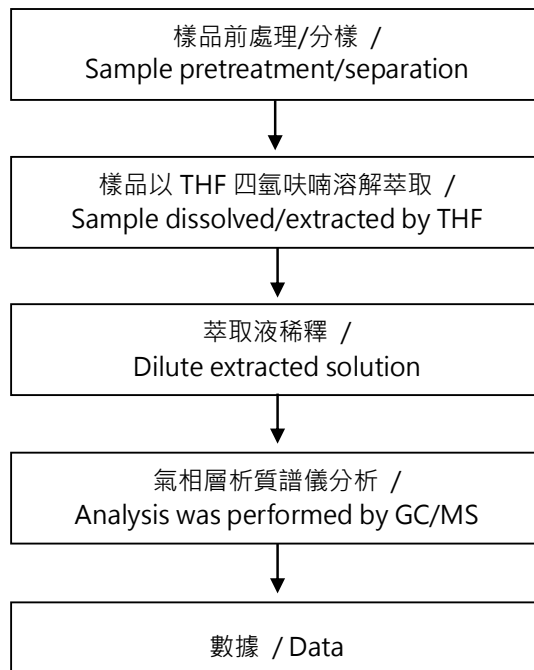 樣品前處理/分樣 /
Sample pretreatment/separation
樣品以 THF 四氫呋喃溶解萃取 /
Sample dissolved/extracted by THF
萃取液稀釋 /
Dilute extracted solution
氣相層析質譜儀分析 /
Analysis was performed by GC/MS
數據 / Data